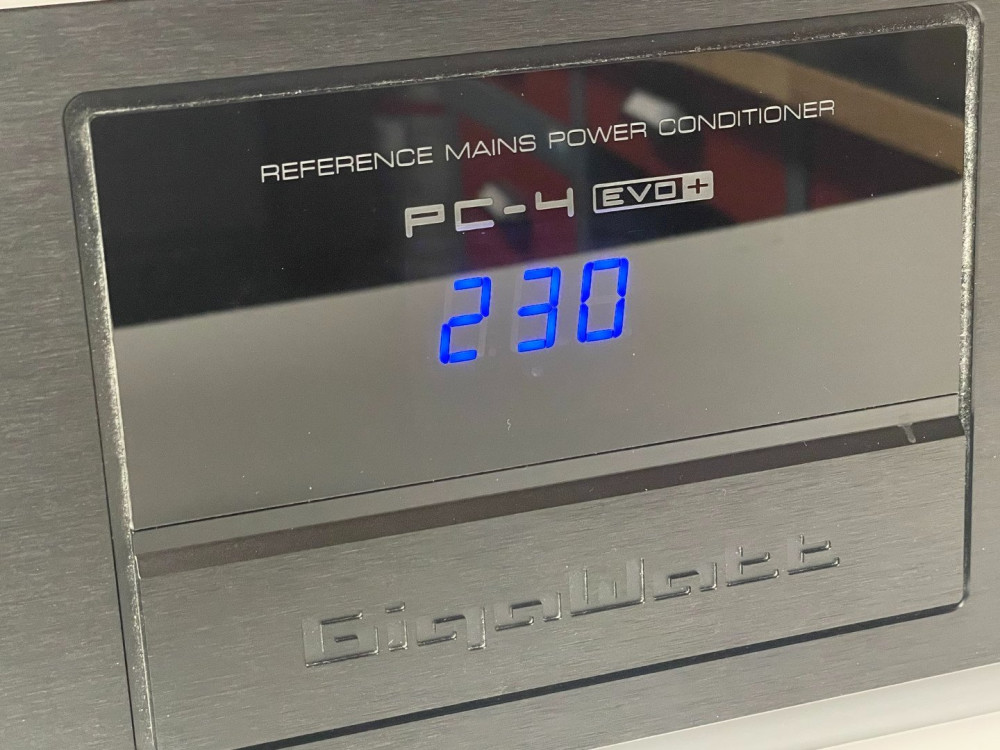 REFERENCE MAINS POWER CONDITIONER
PC-4 EVO+
230
GigaWatt